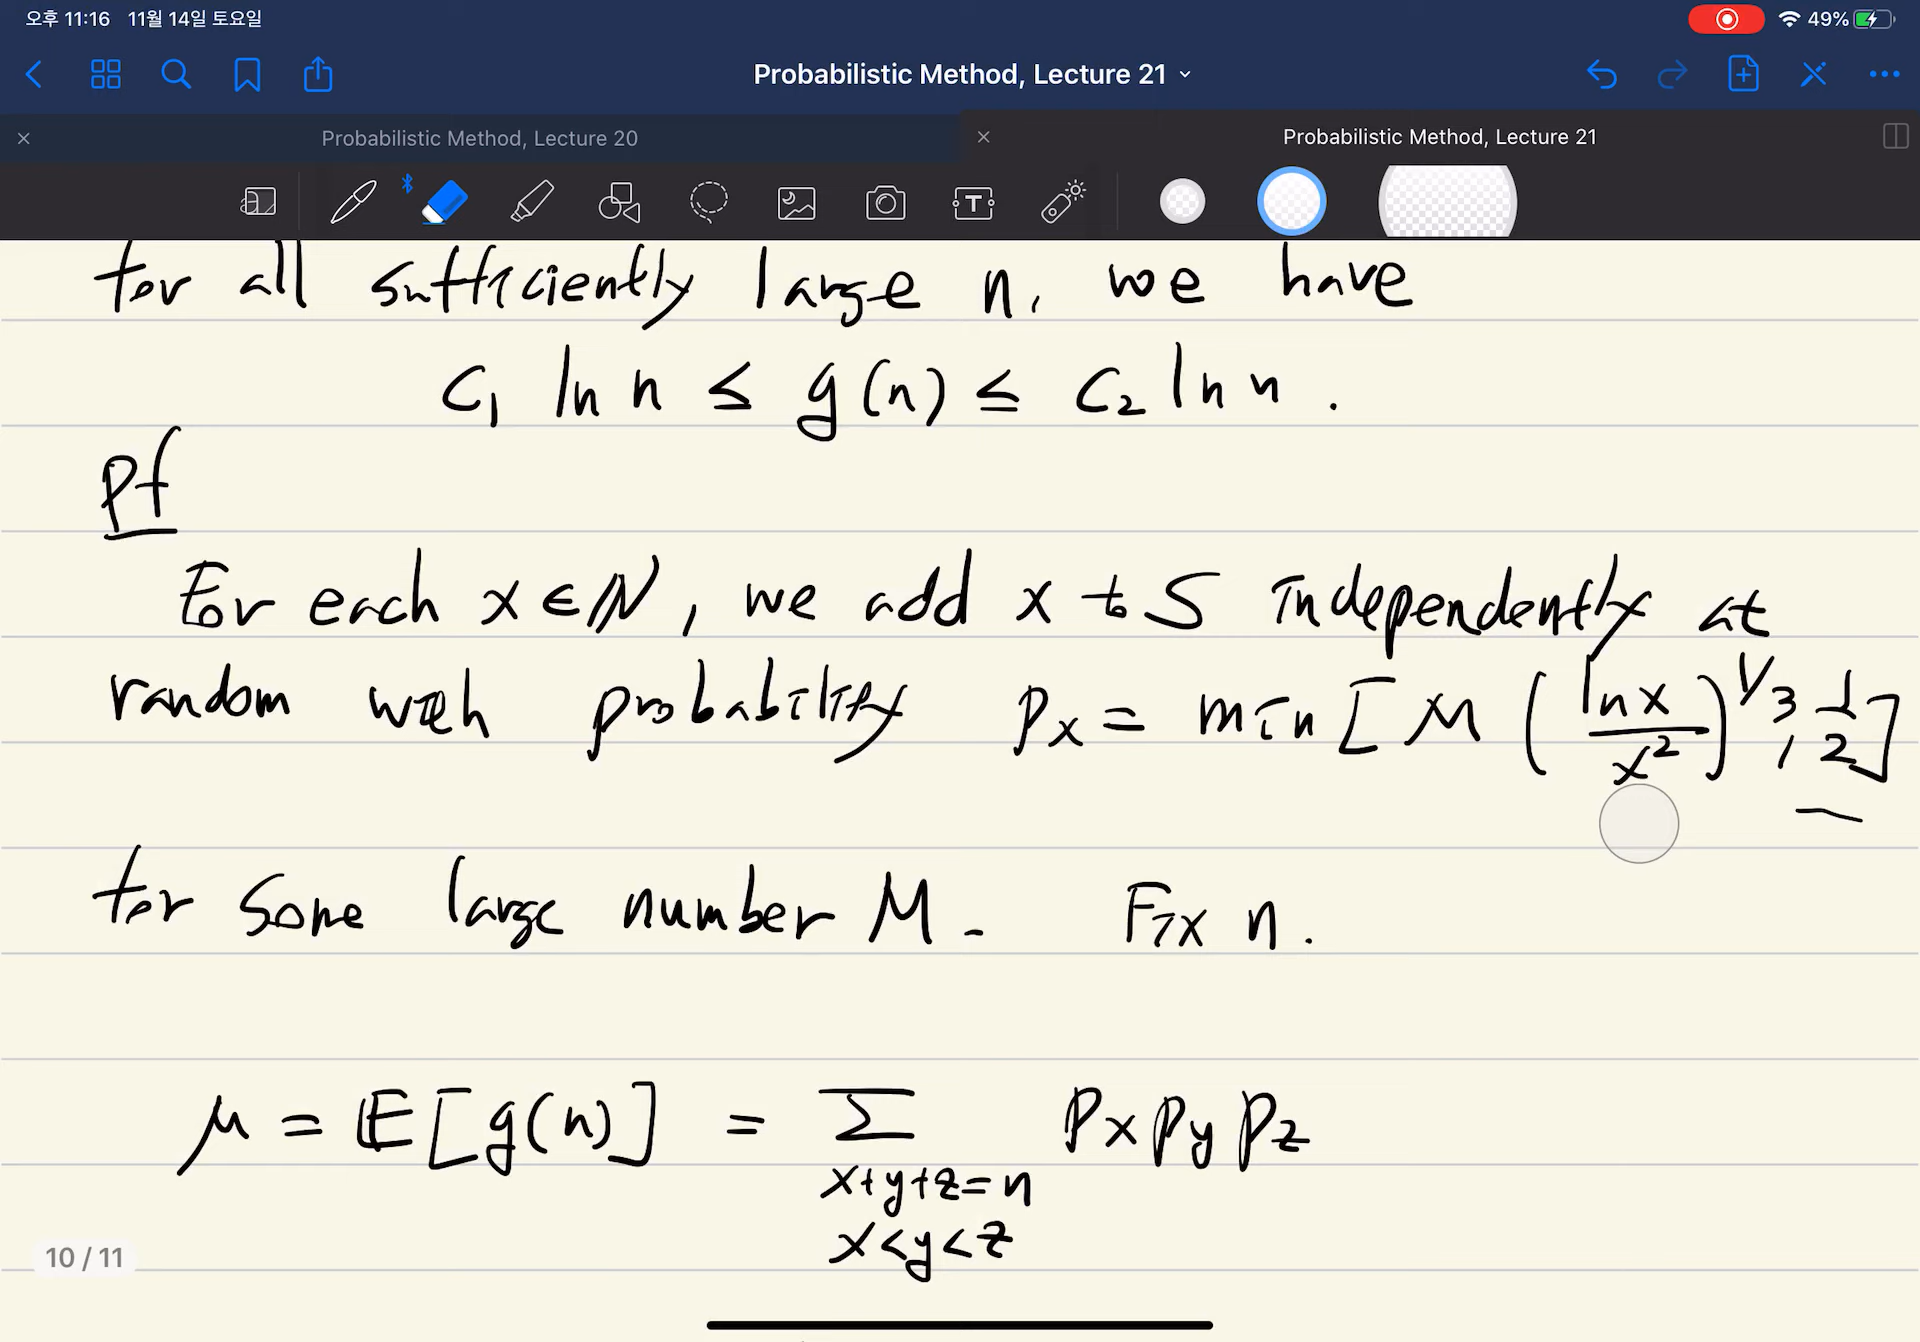 오후 11:16 11월 14일 토요일 49%
Probabilistic Method, Lecture 21
Probabilistic Method, Lecture 20
Probabilistic Method, Lecture 21
for all sufficiently large n, we have
C₁ ln n ≤ g(n) ≤ C₂ ln n .
Pf
For each x ∈ ℕ, we add x to S independently at
random with probability pₓ = min [ M ( ln x / x² )^1/3 , 1/2 ]
for some large number M. Fix n.
μ = E[g(n)] = Σ pₓ p_y p_z
x+y+z=n
x<y<z
10 / 11